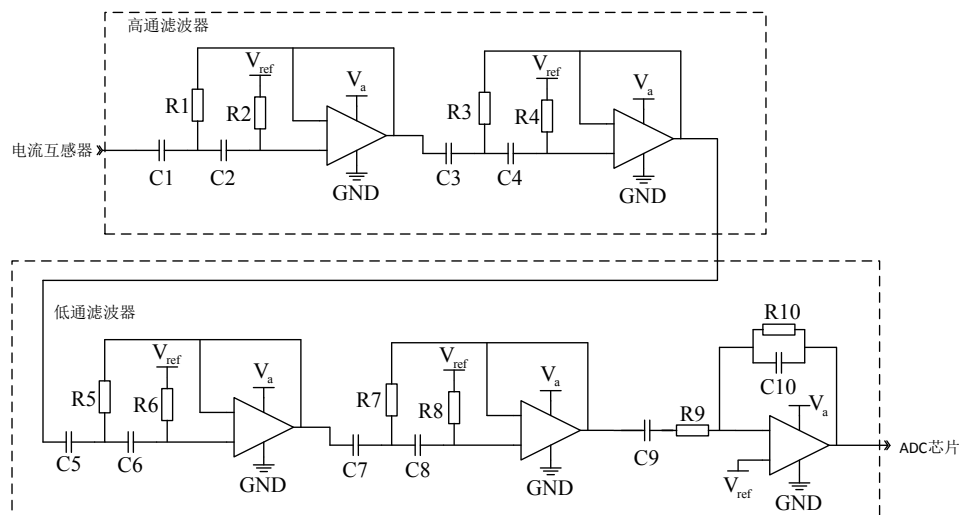 高通滤波器
V_ref
V_ref
V_a
V_a
R1
R2
R3
R4
电流互感器
C1
C2
C3
C4
GND
GND
低通滤波器
R10
V_ref
V_ref
V_a
V_a
C10
R5
R6
R7
R8
R9
V_a
C5
C6
C7
C8
C9
ADC芯片
V_ref
GND
GND
GND